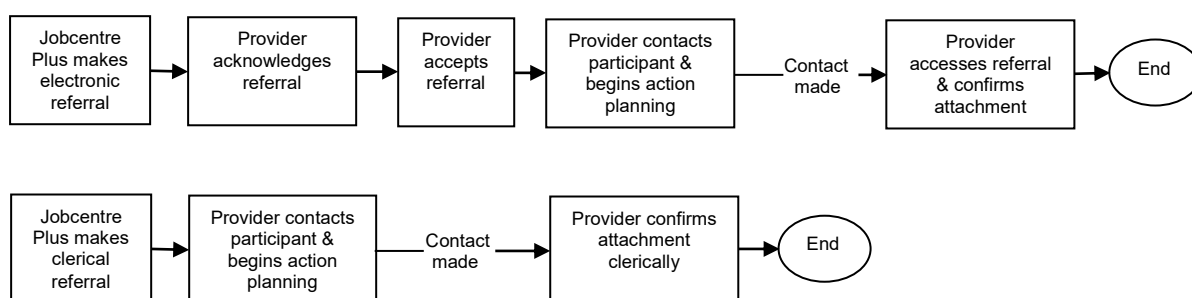 Jobcentre
Plus makes
electronic
referral
Provider
acknowledges
referral
Provider
accepts
referral
Provider contacts
participant &
begins action
planning
Contact
made
Provider
accesses referral
& confirms
attachment
End
Jobcentre
Plus makes
clerical
referral
Provider contacts
participant &
begins action
planning
Contact
made
Provider confirms
attachment
clerically
End